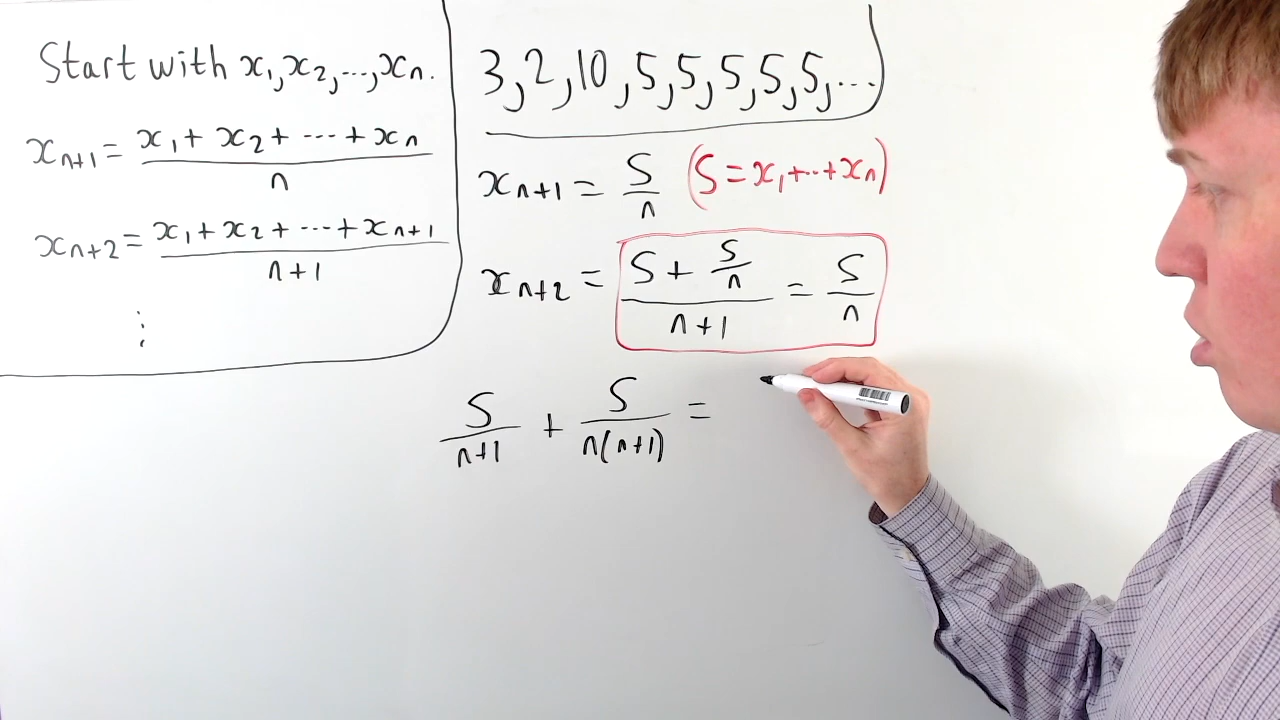 Start with x₁, x₂, ..., xₙ.
xₙ₊₁ = (x₁ + x₂ + ··· + xₙ)/n
xₙ₊₂ = (x₁ + x₂ + ··· + xₙ₊₁)/(n+1)
⋮
3, 2, 10, 5, 5, 5, 5, 5, ...
xₙ₊₁ = S/n (S = x₁ + ·· + xₙ)
xₙ₊₂ = (S + S/n)/(n+1) = S/n
S/(n+1) + S/(n(n+1)) =